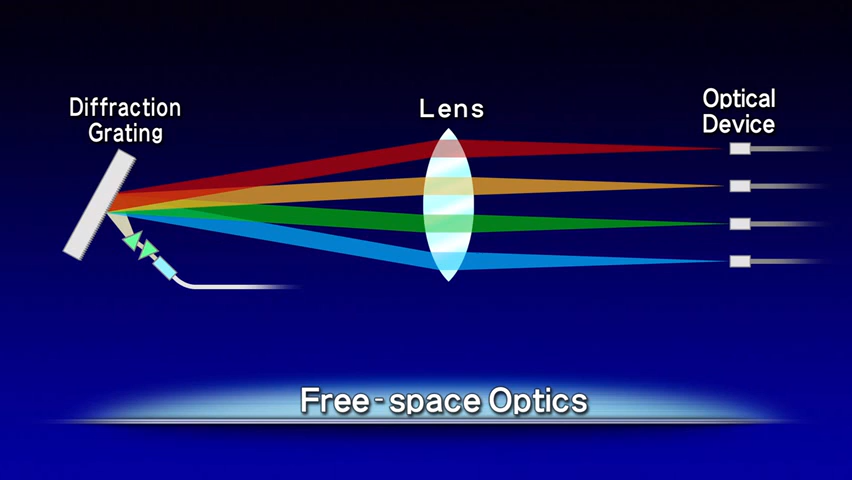 Diffraction
Grating
Lens
Optical
Device
Free-space Optics